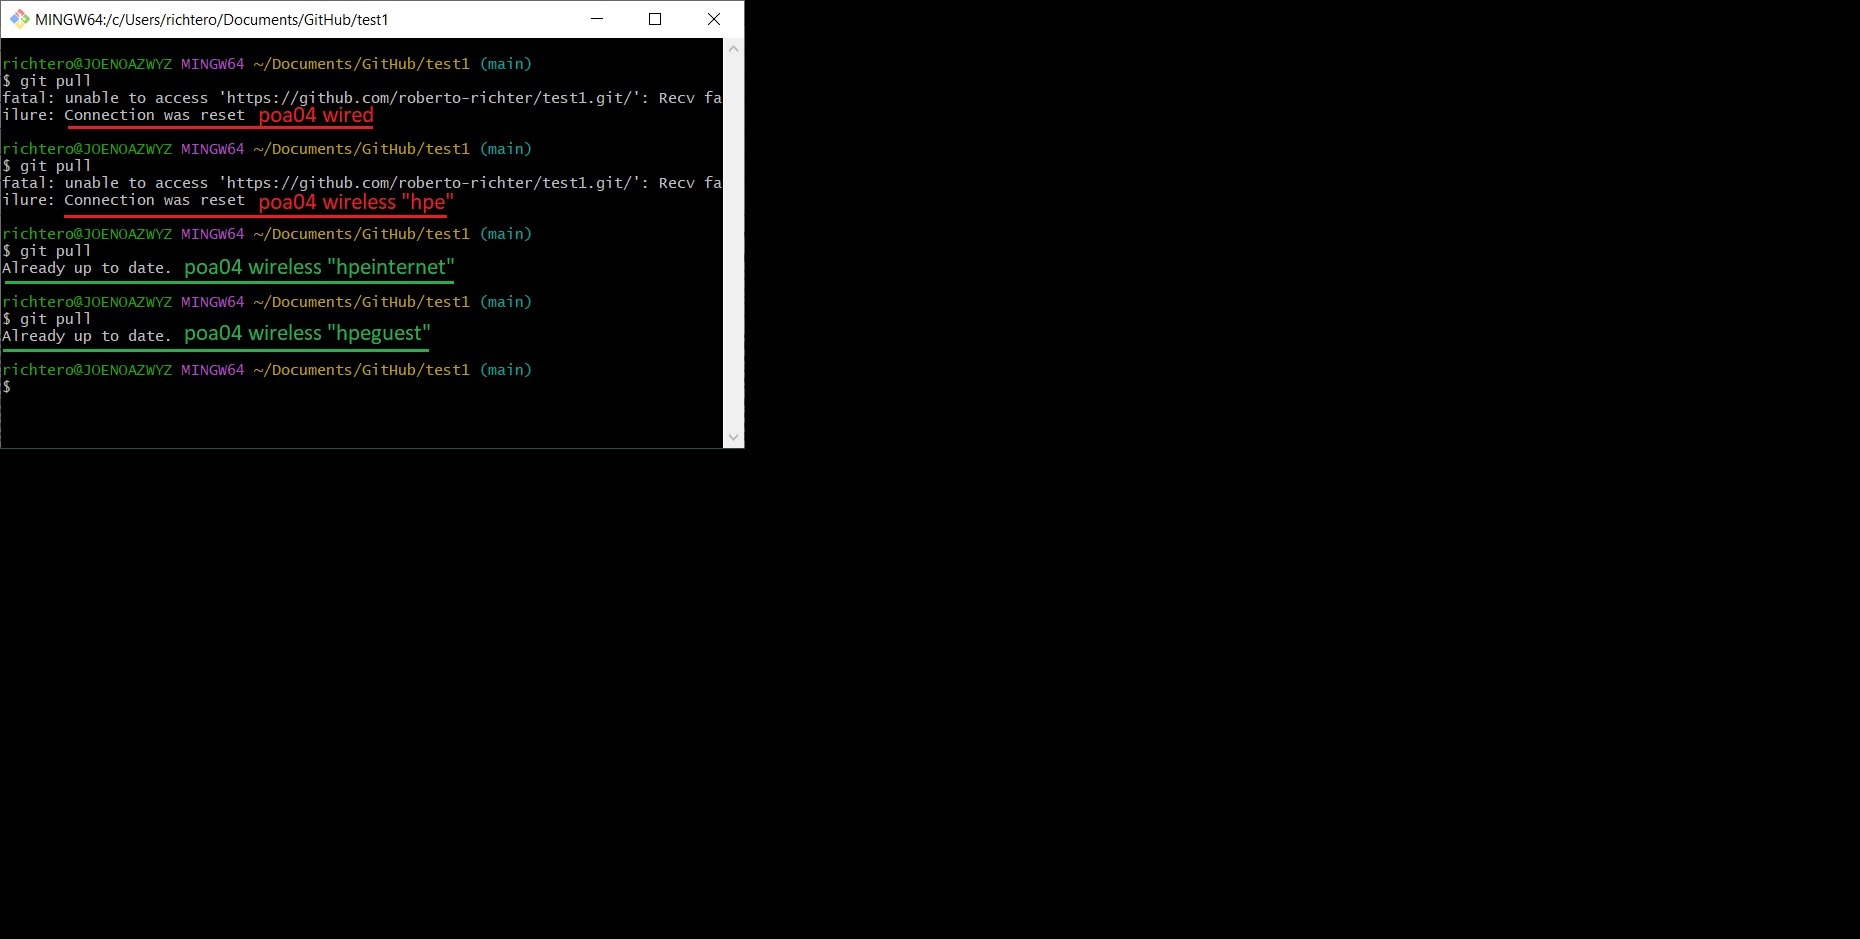 MINGW64:/c/Users/richtero/Documents/GitHub/test1
richtero@JOENOAZWYZ MINGW64 ~/Documents/GitHub/test1 (main)
$ git pull
fatal: unable to access 'https://github.com/roberto-richter/test1.git/': Recv fa
ilure: Connection was reset poa04 wired
richtero@JOENOAZWYZ MINGW64 ~/Documents/GitHub/test1 (main)
$ git pull
fatal: unable to access 'https://github.com/roberto-richter/test1.git/': Recv fa
ilure: Connection was reset poa04 wireless "hpe"
richtero@JOENOAZWYZ MINGW64 ~/Documents/GitHub/test1 (main)
$ git pull
Already up to date. poa04 wireless "hpeinternet"
richtero@JOENOAZWYZ MINGW64 ~/Documents/GitHub/test1 (main)
$ git pull
Already up to date. poa04 wireless "hpeguest"
richtero@JOENOAZWYZ MINGW64 ~/Documents/GitHub/test1 (main)
$